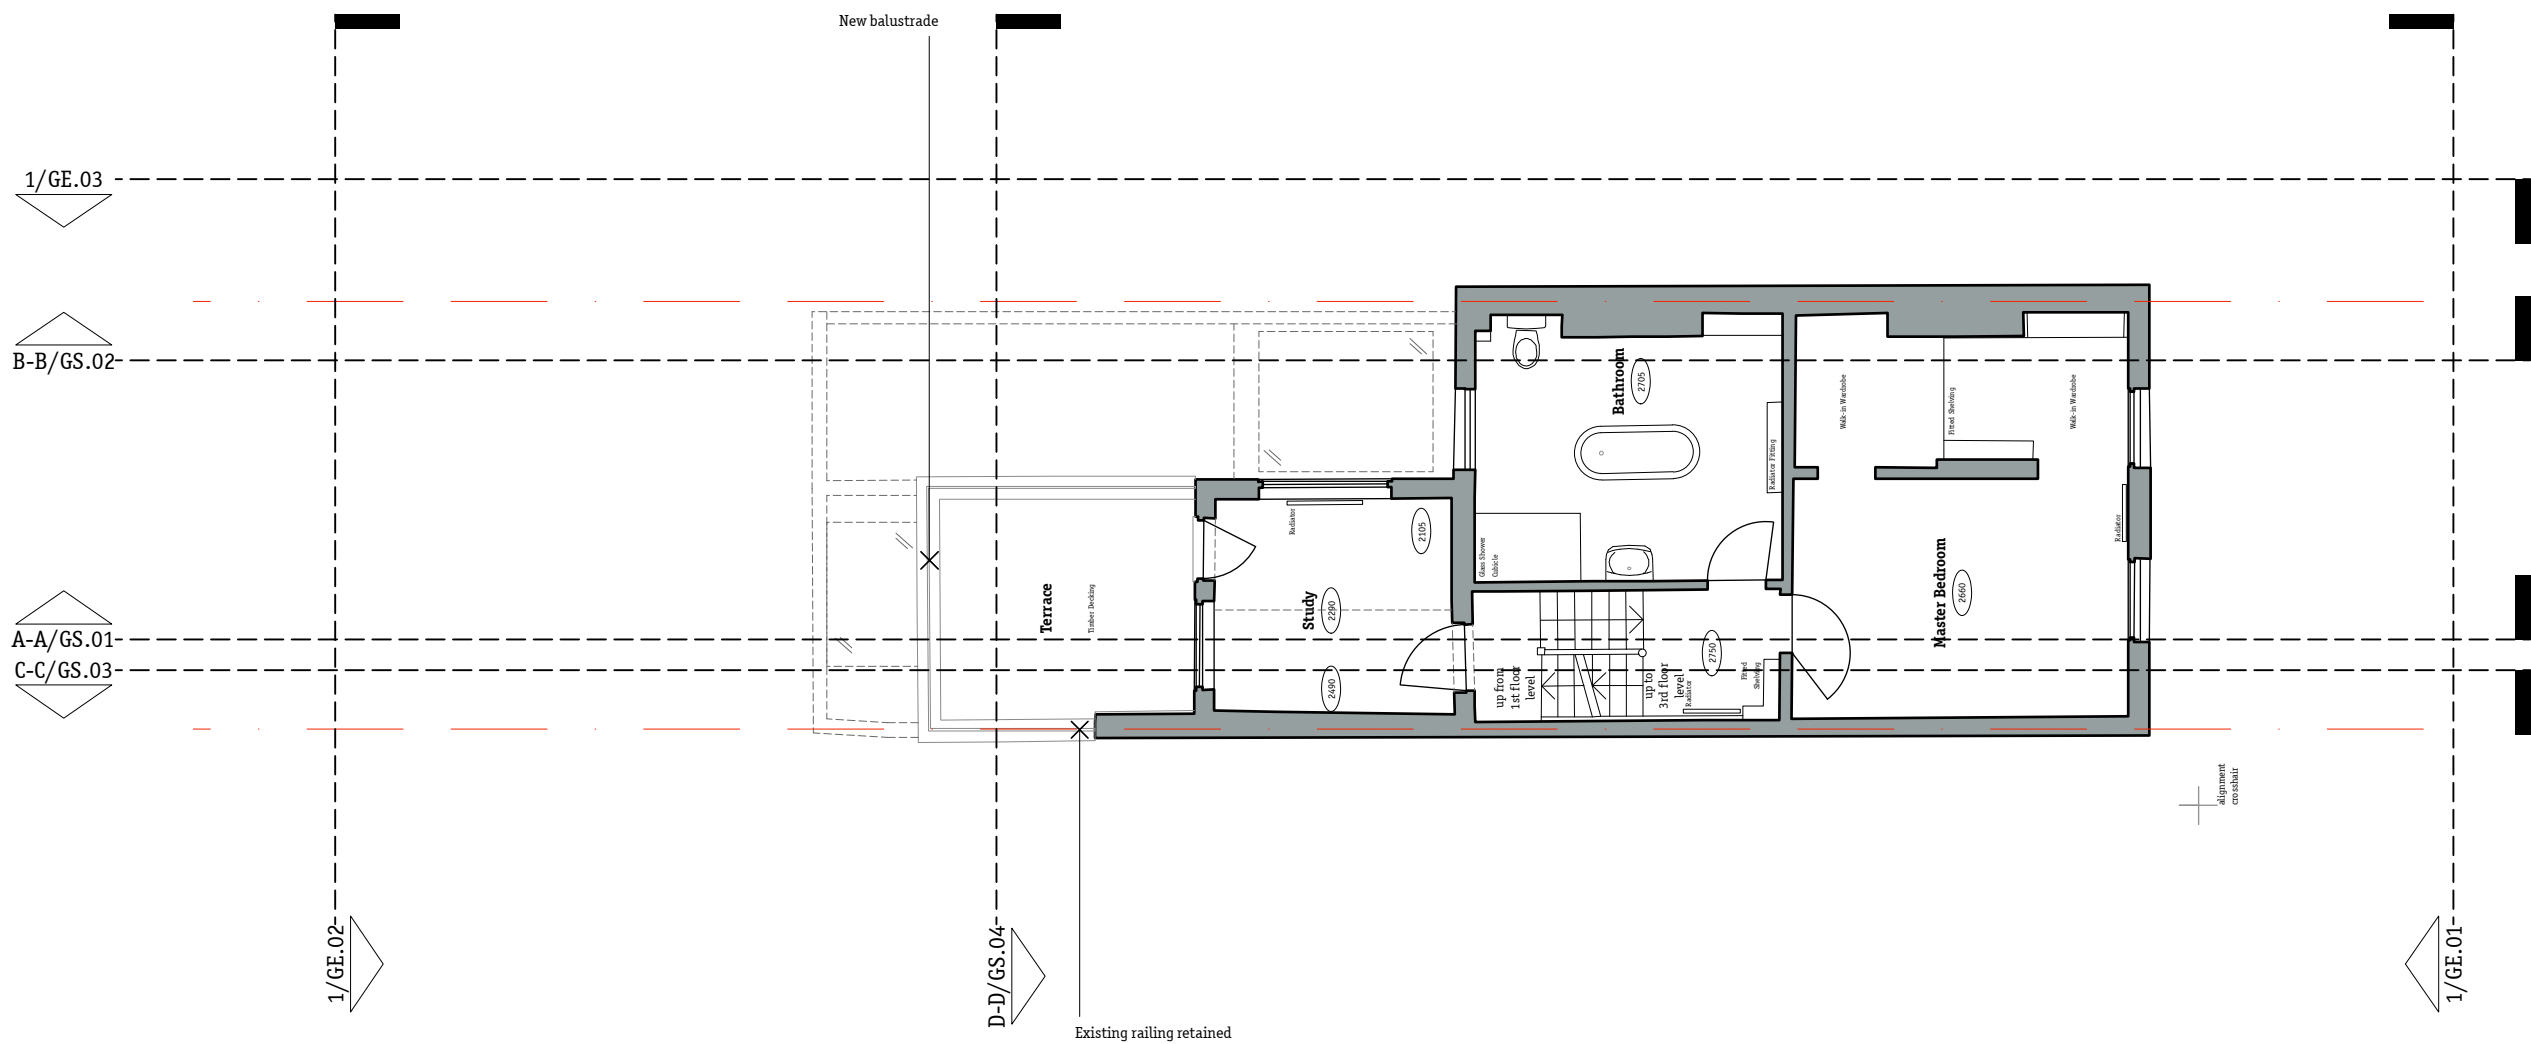 New balustrade
1/GE.03
B-B/GS.02
A-A/GS.01
C-C/GS.03
Terrace
Timber Decking
Study
2290
2490
2105
Radiator
Bathroom
2705
Radiator Fitting
Glass Shower
Cubicle
up from
1st floor
level
up to
3rd floor
level
Radiator
2750
Fitted
Shelving
Walk-in Wardrobe
Fitted Shelving
Walk-in Wardrobe
Master Bedroom
2660
Radiator
alignment
crosshair
1/GE.02
D-D/GS.04
1/GE.01
Existing railing retained